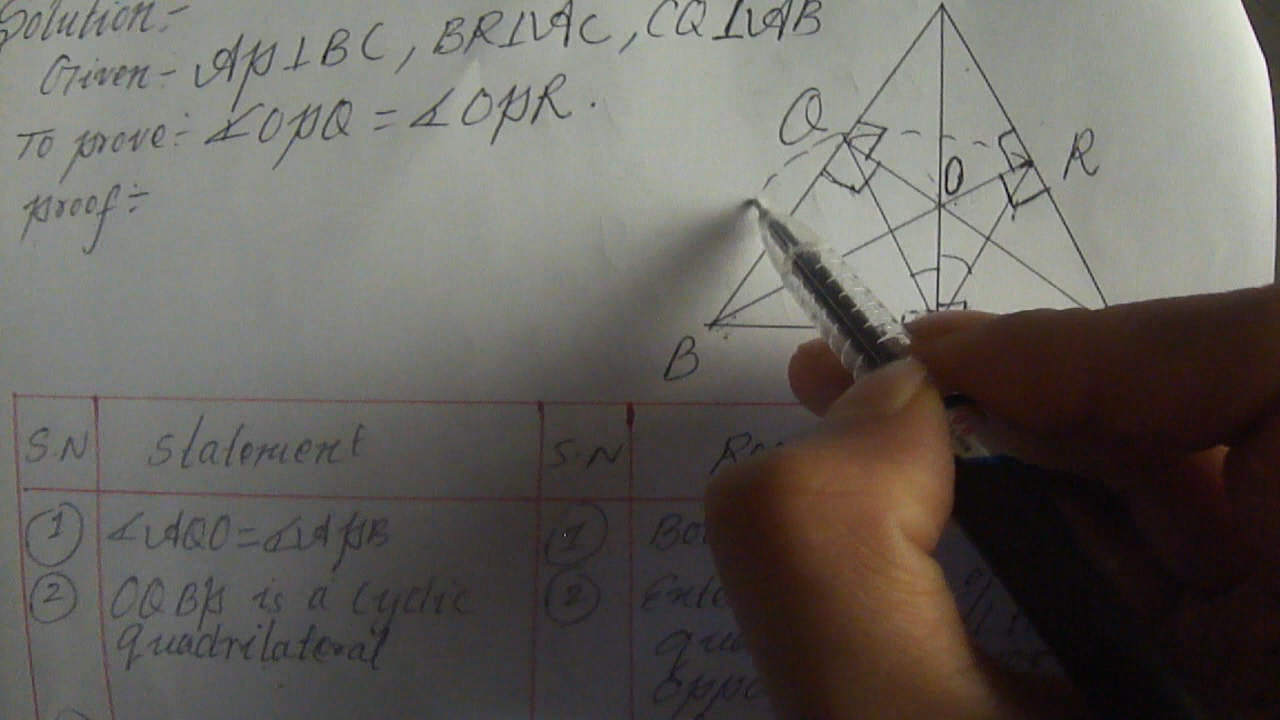 Solution:-
Given:- AP⊥BC, BR⊥AC, CQ⊥AB
To prove:- ∡OPQ = ∡OPR.
proof:-
Q
O
R
B
S.N Statement S.N
1 ∡AQO=∡APB 1
2 OQBP is a cyclic 2
quadrilateral